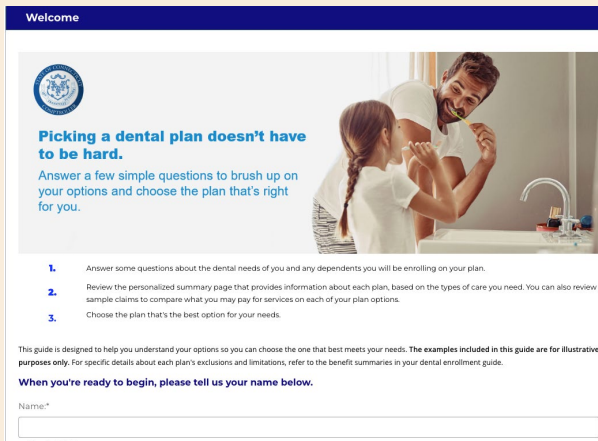 Welcome
Picking a dental plan doesn't have
to be hard.
Answer a few simple questions to brush up on
your options and choose the plan that's right
for you.
1. Answer some questions about the dental needs of you and any dependents you will be enrolling on your plan.
2. Review the personalized summary page that provides information about each plan, based on the types of care you need. You can also review
sample claims to compare what you may pay for services on each of your plan options.
3. Choose the plan that's the best option for your needs.
This guide is designed to help you understand your options so you can choose the one that best meets your needs. The examples included in this guide are for illustrative
purposes only. For specific details about each plan's exclusions and limitations, refer to the benefit summaries in your dental enrollment guide.
When you're ready to begin, please tell us your name below.
Name:*